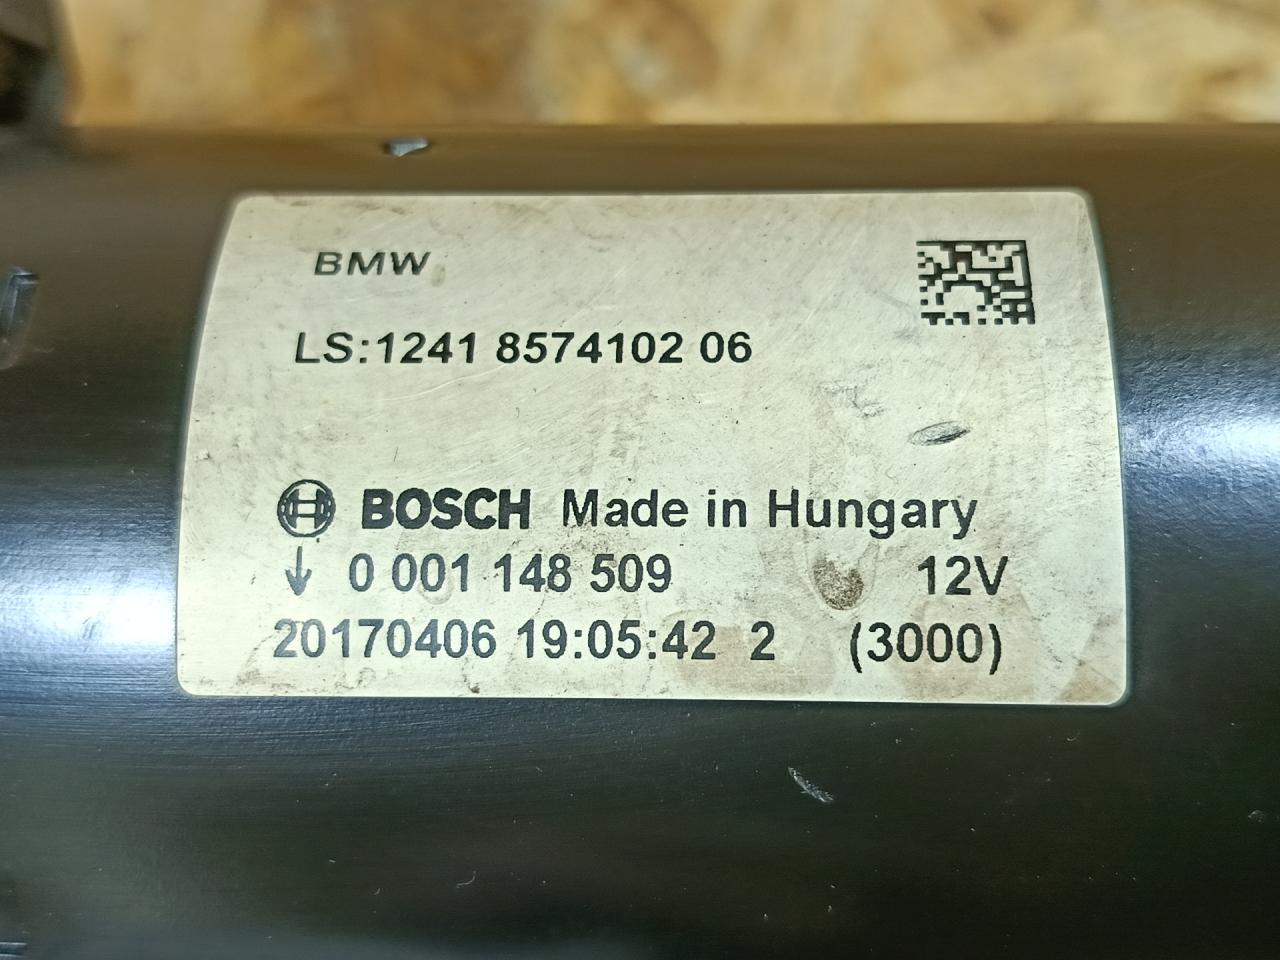 BMW
LS:1241 8574102 06
BOSCH Made in Hungary
↓ 0 001 148 509 12V
20170406 19:05:42 2 (3000)